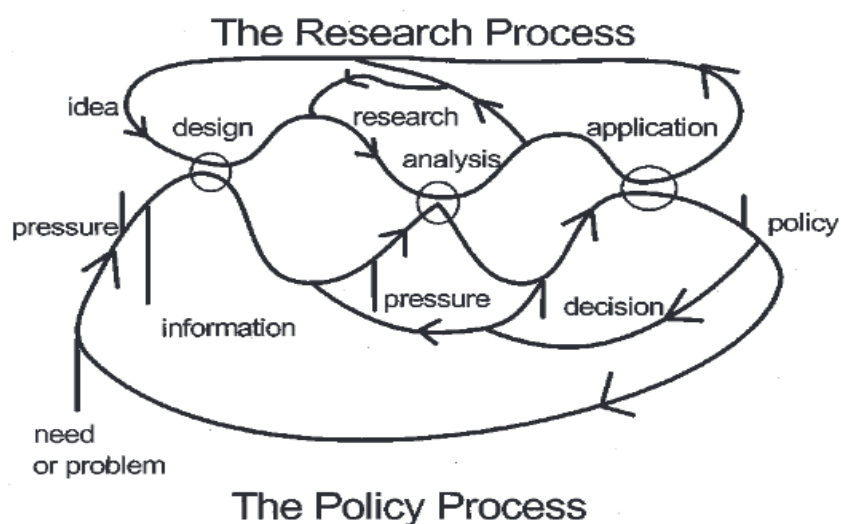 The Research Process
idea
design
research
application
analysis
pressure
policy
pressure
decision
information
need
or problem
The Policy Process